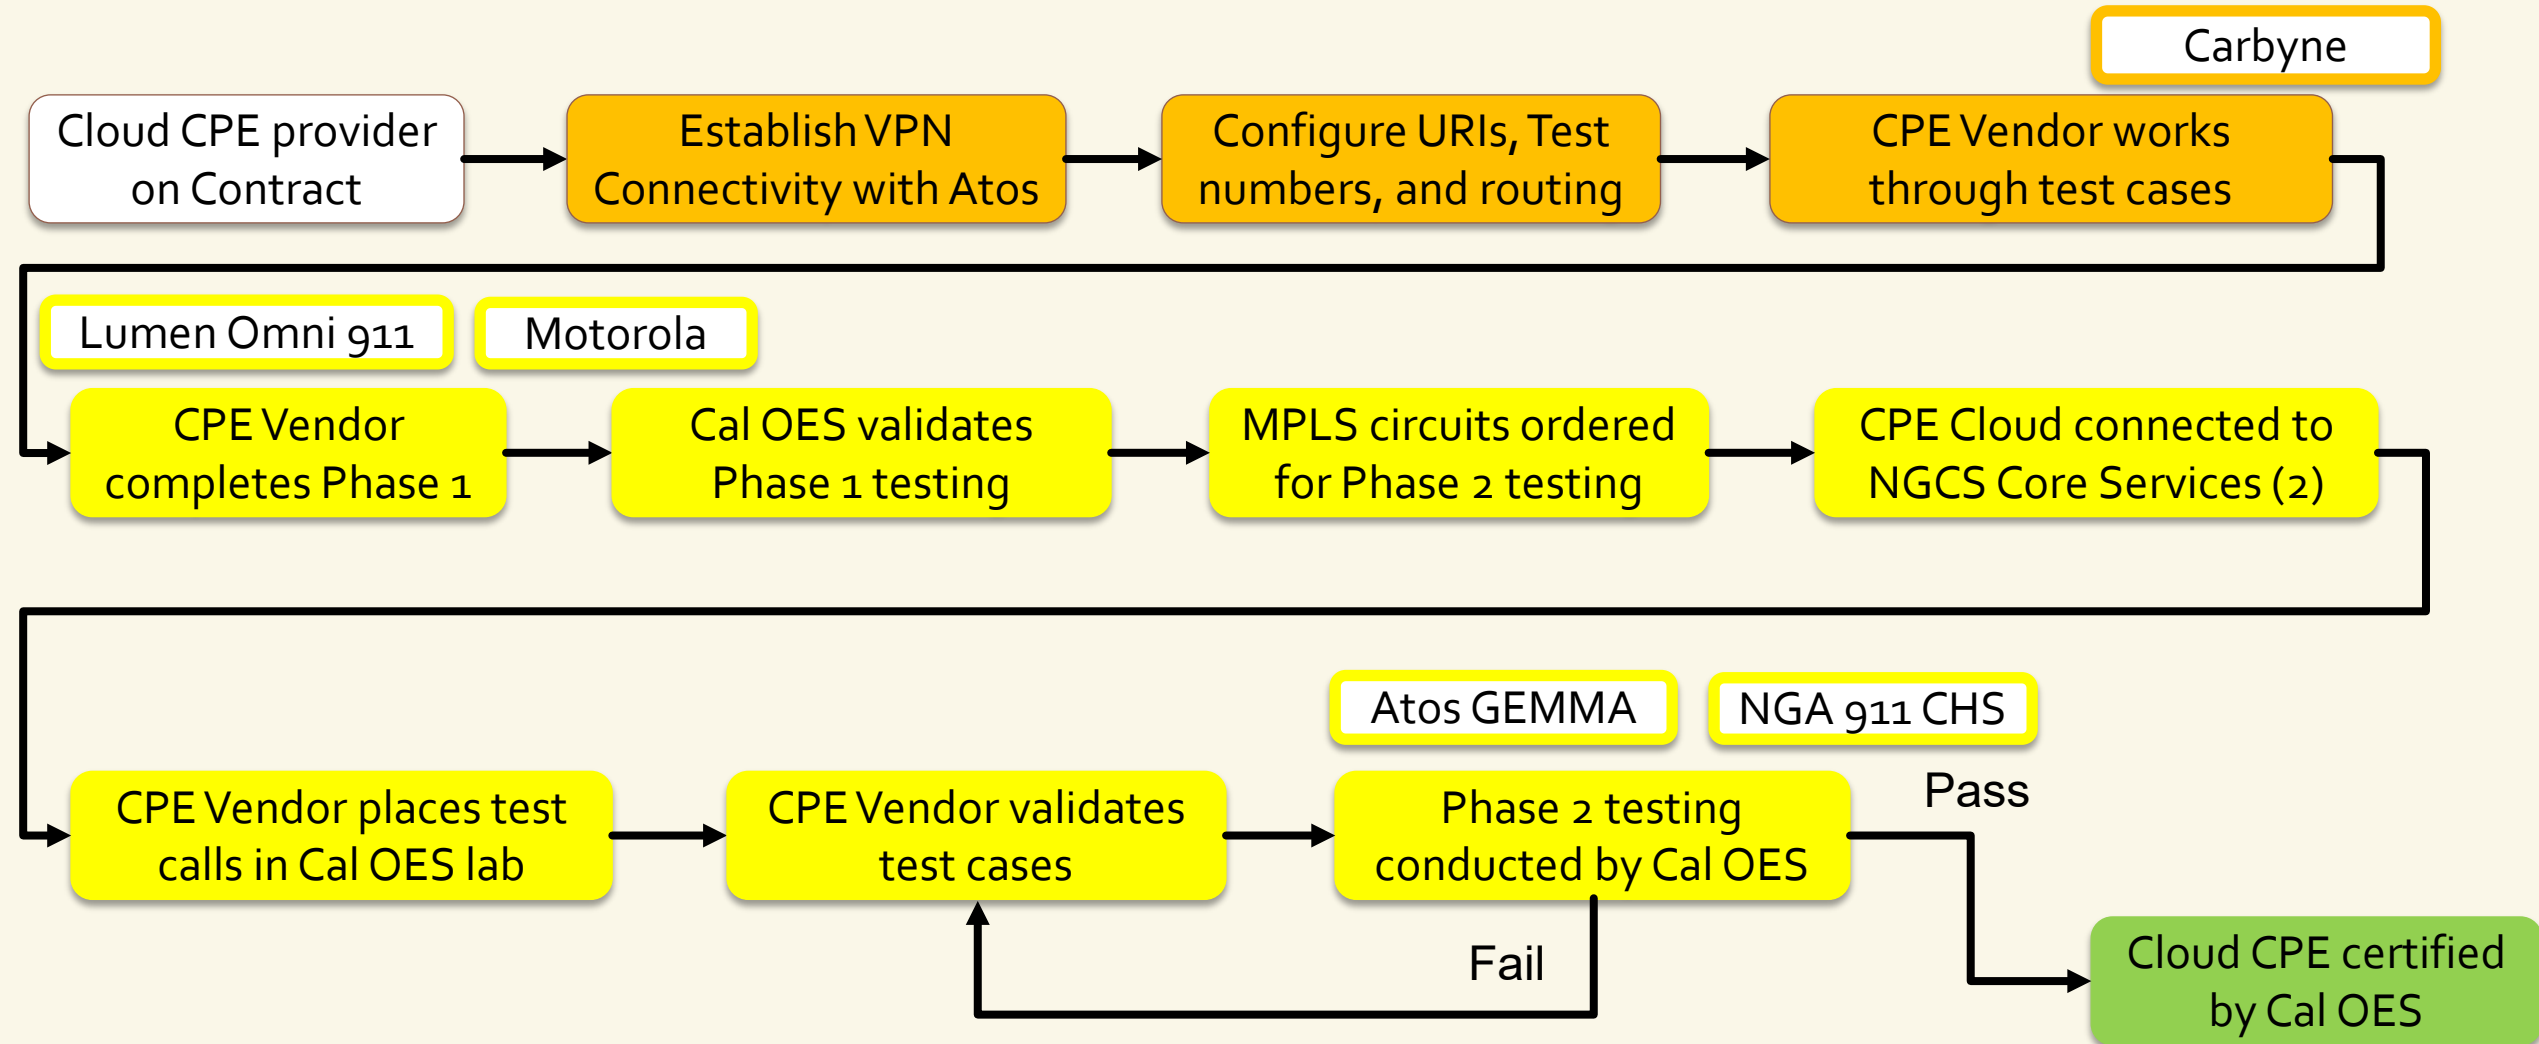 Carbyne
Cloud CPE provider
on Contract
Establish VPN
Connectivity with Atos
Configure URIs, Test
numbers, and routing
CPE Vendor works
through test cases
Lumen Omni 911
Motorola
CPE Vendor
completes Phase 1
Cal OES validates
Phase 1 testing
MPLS circuits ordered
for Phase 2 testing
CPE Cloud connected to
NGCS Core Services (2)
Atos GEMMA
NGA 911 CHS
CPE Vendor places test
calls in Cal OES lab
CPE Vendor validates
test cases
Phase 2 testing
conducted by Cal OES
Pass
Fail
Cloud CPE certified
by Cal OES